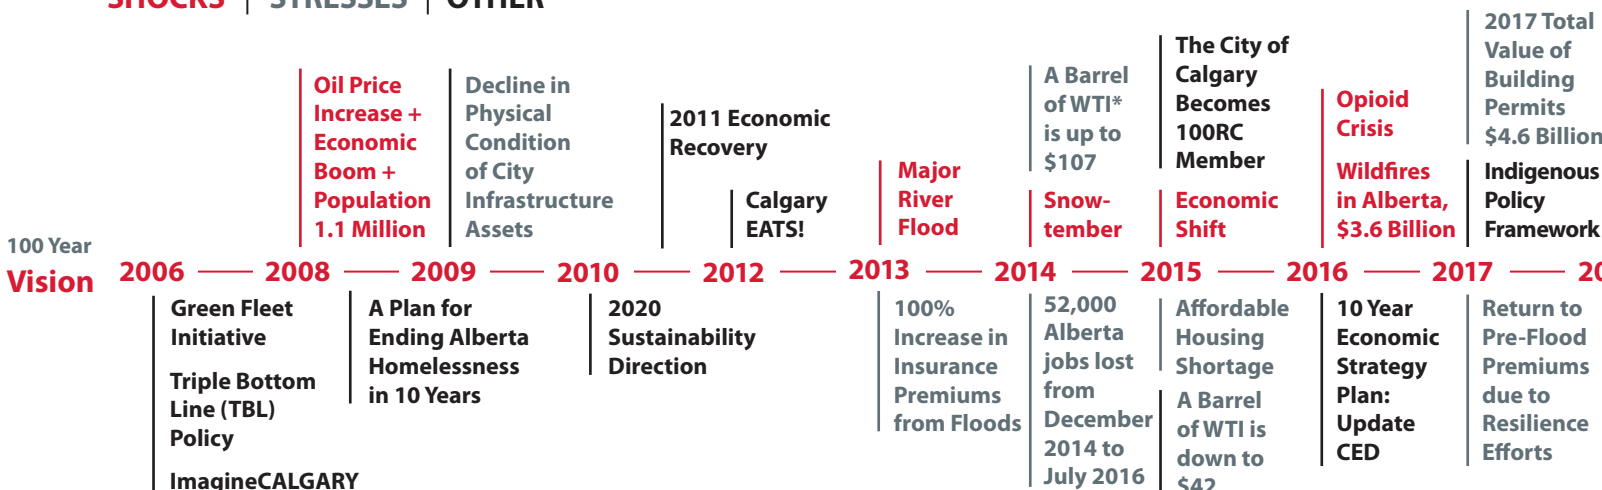 SHOCKS | STRESSES | OTHER
Oil Price
Increase +
Economic
Boom +
Population
1.1 Million
Decline in
Physical
Condition
of City
Infrastructure
Assets
2011 Economic
Recovery
Calgary
EATS!
Major
River
Flood
A Barrel
of WTI*
is up to
$107
Snow-
tember
The City of
Calgary
Becomes
100RC
Member
Economic
Shift
Opioid
Crisis
Wildfires
in Alberta,
$3.6 Billion
2017 Total
Value of
Building
Permits
$4.6 Billion
Indigenous
Policy
Framework
100 Year
Vision
2006 2008 2009 2010 2012 2013 2014 2015 2016 2017
Green Fleet
Initiative
Triple Bottom
Line (TBL)
Policy
ImagineCALGARY
A Plan for
Ending Alberta
Homelessness
in 10 Years
2020
Sustainability
Direction
100%
Increase in
Insurance
Premiums
from Floods
52,000
Alberta
jobs lost
from
December
2014 to
July 2016
Affordable
Housing
Shortage
A Barrel
of WTI is
down to
$42
10 Year
Economic
Strategy
Plan:
Update
CED
Return to
Pre-Flood
Premiums
due to
Resilience
Efforts